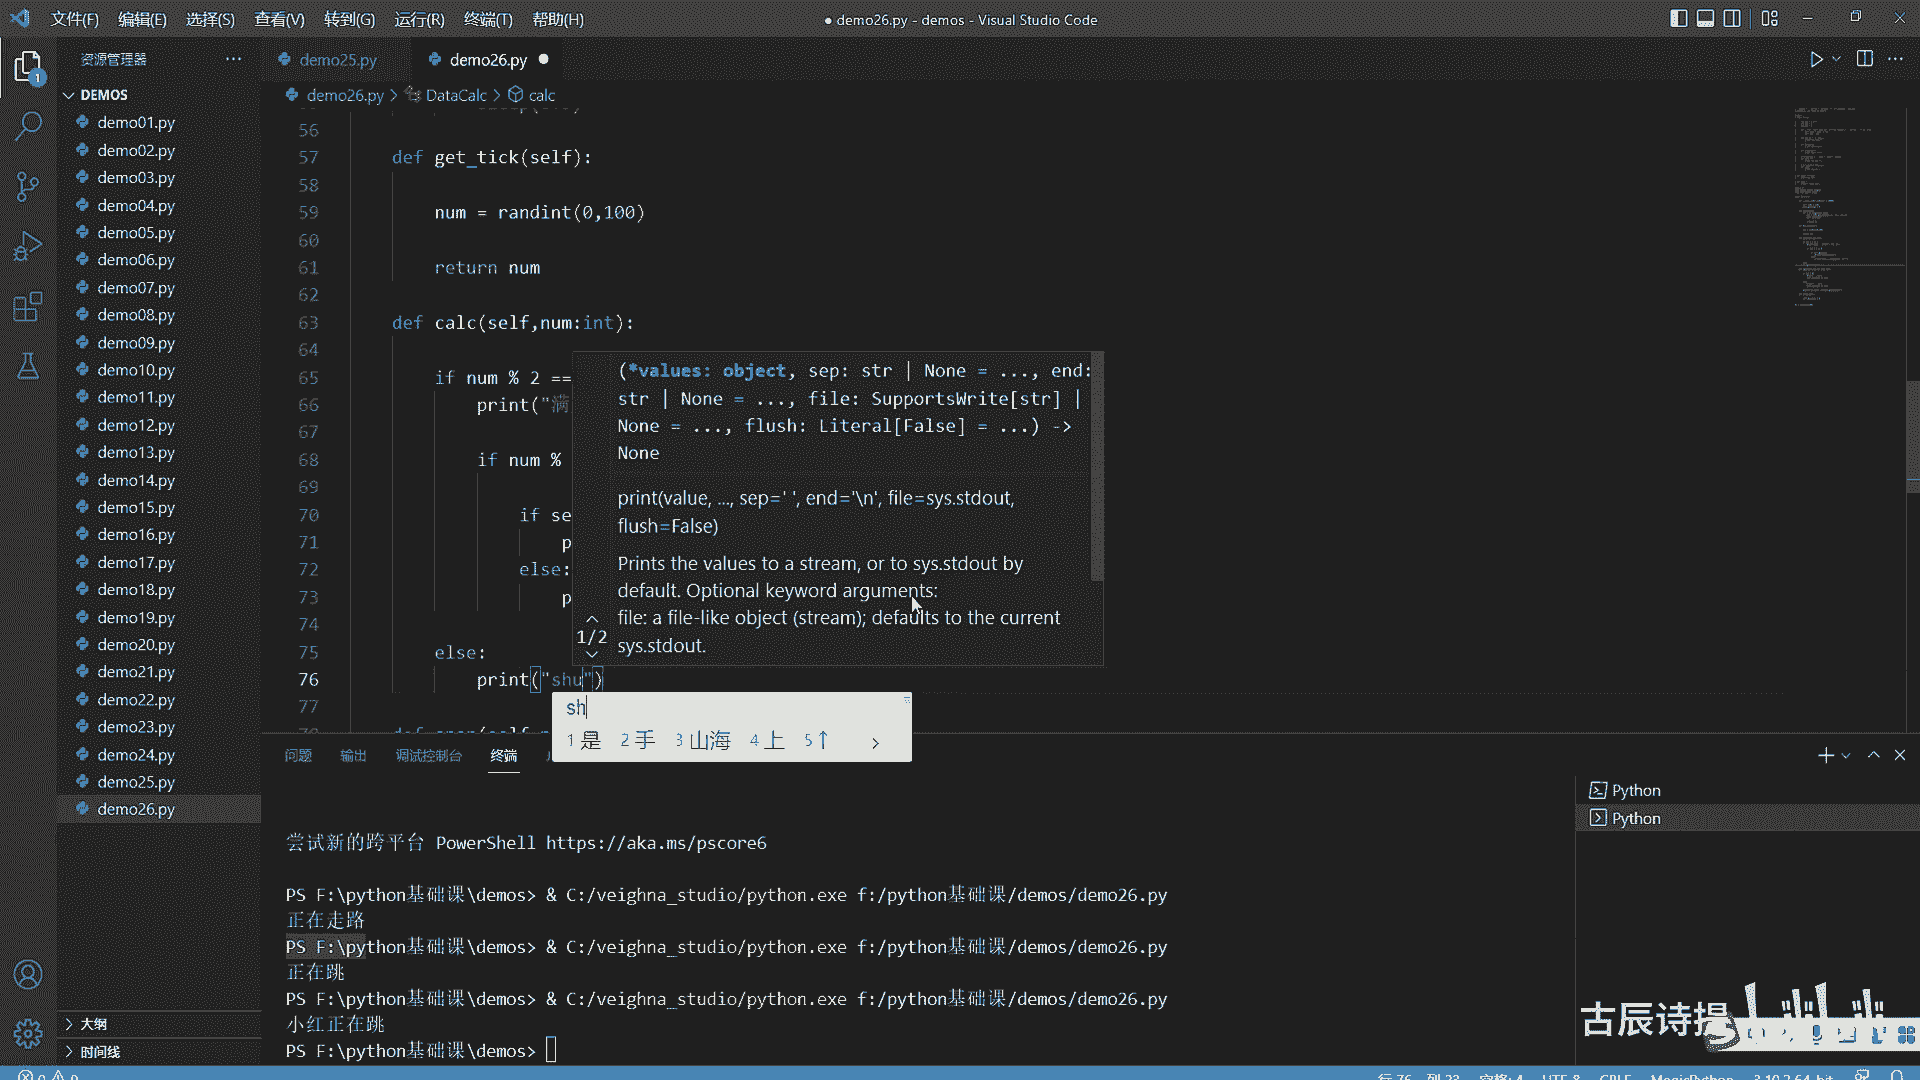 文件(F) 编辑(E) 选择(S) 查看(V) 转到(G) 运行(R) 终端(T) 帮助(H) ● demo26.py - demos - Visual Studio Code
资源管理器 ··· demo25.py demo26.py ●
1
DEMOS
demo26.py > DataCalc > calc
demo01.py
demo02.py
demo03.py
demo04.py
demo05.py
demo06.py
demo07.py
demo08.py
demo09.py
demo10.py
demo11.py
demo12.py
demo13.py
demo14.py
demo15.py
demo16.py
demo17.py
demo18.py
demo19.py
demo20.py
demo21.py
demo22.py
demo23.py
demo24.py
demo25.py
demo26.py
大纲
时间线
56
57 def get_tick(self):
58
59 num = randint(0,100)
60
61 return num
62
63 def calc(self,num:int):
64
65 if num % 2 ==
66 print("满
67
68 if num %
69
70 if se
71 p
72 else:
73 p
74
75 else:
76 print("shu")
77
(*values: object, sep: str | None = ..., end:
str | None = ..., file: SupportsWrite[str] |
None = ..., flush: Literal[False] = ...) ->
None
print(value, ..., sep=' ', end='\n', file=sys.stdout,
flush=False)
Prints the values to a stream, or to sys.stdout by
default. Optional keyword arguments:
file: a file-like object (stream); defaults to the current
sys.stdout.
1/2
sh
1 是 2 手 3 山海 4 上 5 ↑ >
问题 输出 调试控制台 终端
Python
Python
尝试新的跨平台 PowerShell https://aka.ms/pscore6
PS F:\python基础课\demos> & C:/veighna_studio/python.exe f:/python基础课/demos/demo26.py
正在走路
PS F:\python基础课\demos> & C:/veighna_studio/python.exe f:/python基础课/demos/demo26.py
正在跳
PS F:\python基础课\demos> & C:/veighna_studio/python.exe f:/python基础课/demos/demo26.py
小红正在跳
PS F:\python基础课\demos>
古辰诗提